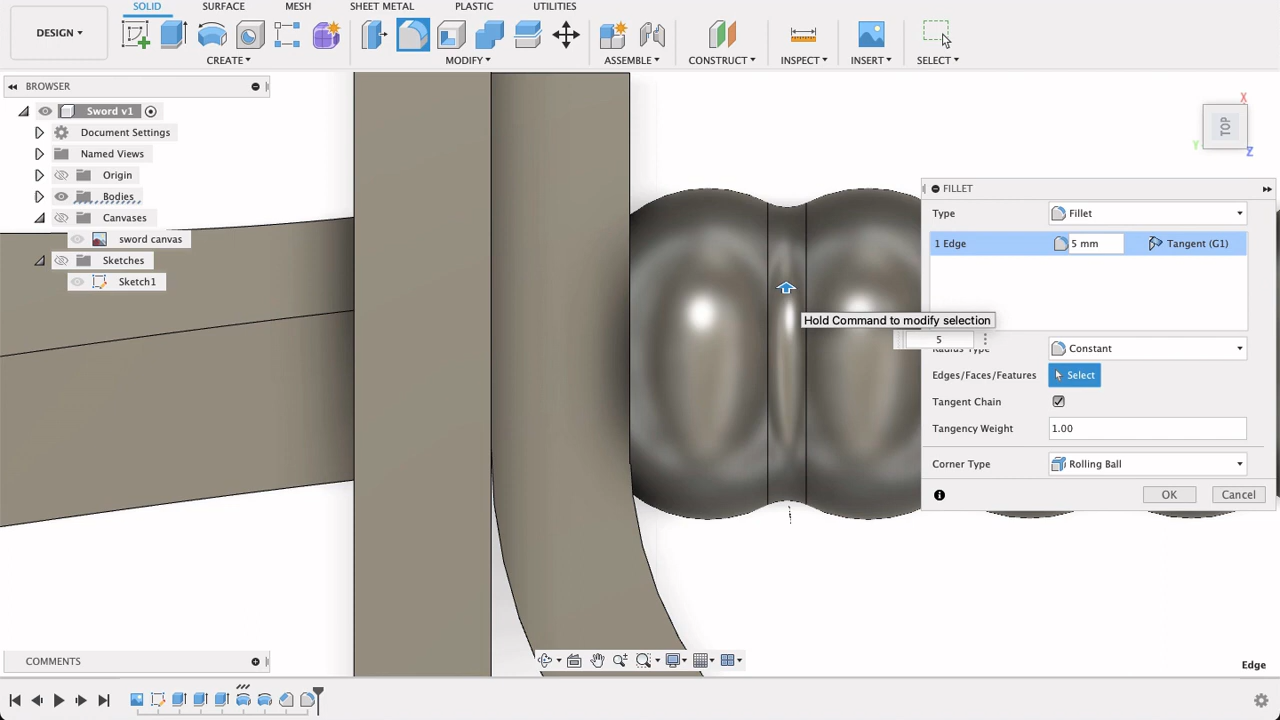 SOLID SURFACE MESH SHEET METAL PLASTIC UTILITIES
DESIGN
CREATE MODIFY ASSEMBLE CONSTRUCT INSPECT INSERT SELECT
BROWSER
Sword v1
Document Settings
Named Views
Origin
Bodies
Canvases
sword canvas
Sketches
Sketch1
X
TOP
Y
Z
FILLET
Type Fillet
1 Edge 5 mm Tangent (G1)
Hold Command to modify selection
5
Radius Type Constant
Edges/Faces/Features Select
Tangent Chain
Tangency Weight 1.00
Corner Type Rolling Ball
OK Cancel
COMMENTS
Edge